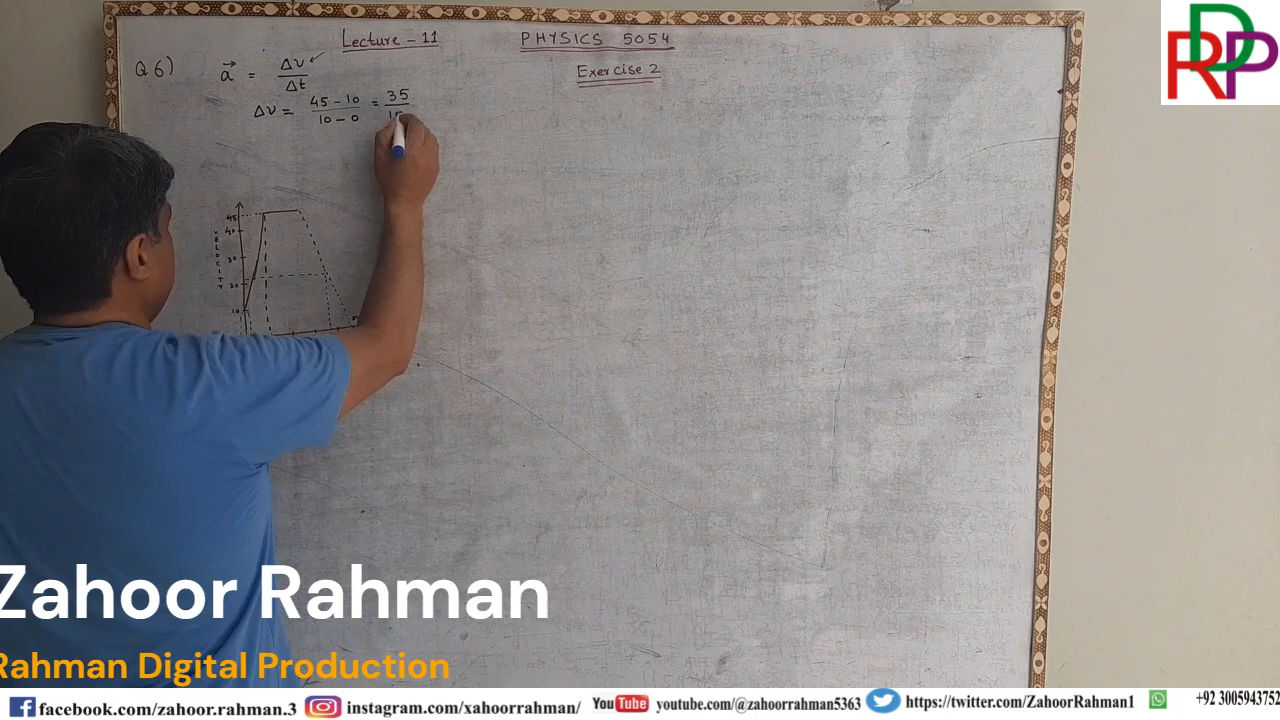 Lecture - 11
PHYSICS 5054
Exercise 2
Q 6) a = Δv
Δt
Δv = 45 - 10 = 35
10 - 0
45
40
30
20
10
VELOCITY
RDP
Zahoor Rahman
Rahman Digital Production
facebook.com/zahoor.rahman.3 instagram.com/xahoorrahman/ YouTube youtube.com/@zahoorrahman5363 https://twitter.com/ZahoorRahman1 +92 3005943752